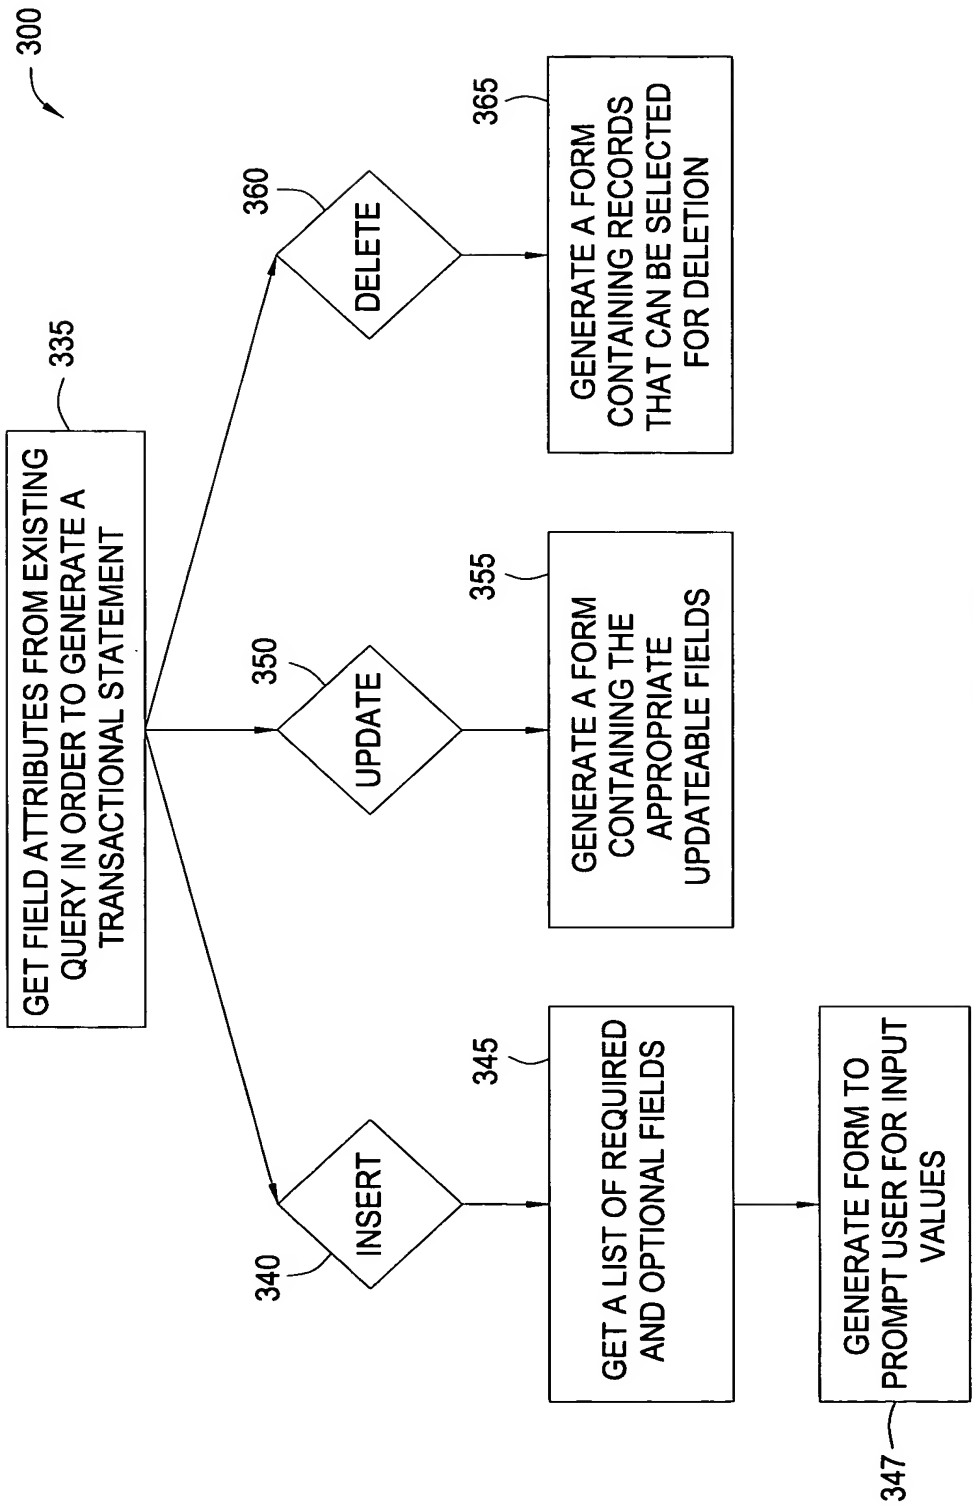 300
335
GET FIELD ATTRIBUTES FROM EXISTING
QUERY IN ORDER TO GENERATE A
TRANSACTIONAL STATEMENT
340
INSERT
350
UPDATE
360
DELETE
345
GET A LIST OF REQUIRED
AND OPTIONAL FIELDS
355
GENERATE A FORM
CONTAINING THE
APPROPRIATE
UPDATEABLE FIELDS
365
GENERATE A FORM
CONTAINING RECORDS
THAT CAN BE SELECTED
FOR DELETION
347
GENERATE FORM TO
PROMPT USER FOR INPUT
VALUES